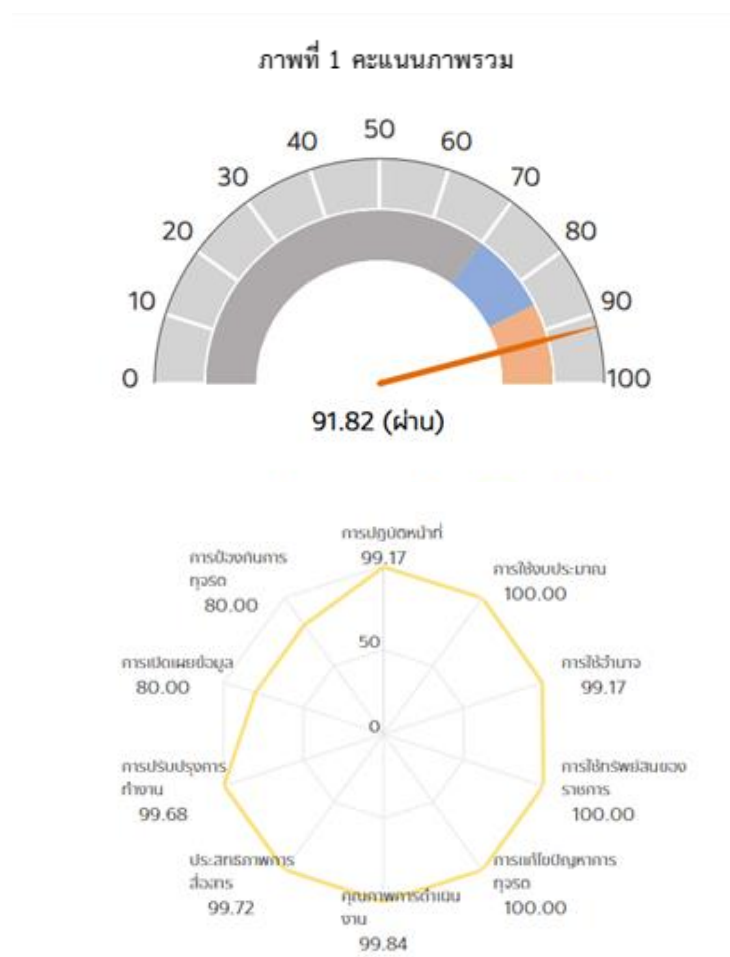 ภาพที่ 1 คะแนนภาพรวม
50
40
60
30
70
20
80
10
90
0
100
91.82 (ผ่าน)
การปฏิบัติหน้าที่
99.17
การใช้งบประมาณ
100.00
การใช้อำนาจ
99.17
การใช้ทรัพย์สินของ
ราชการ
100.00
การแก้ไขปัญหาการ
ทุจริต
100.00
คุณภาพการดำเนิน
งาน
99.84
ประสิทธิภาพการ
สื่อสาร
99.72
การปรับปรุงการ
ทำงาน
99.68
การเปิดเผยข้อมูล
80.00
การป้องกันการ
ทุจริต
80.00
50
0